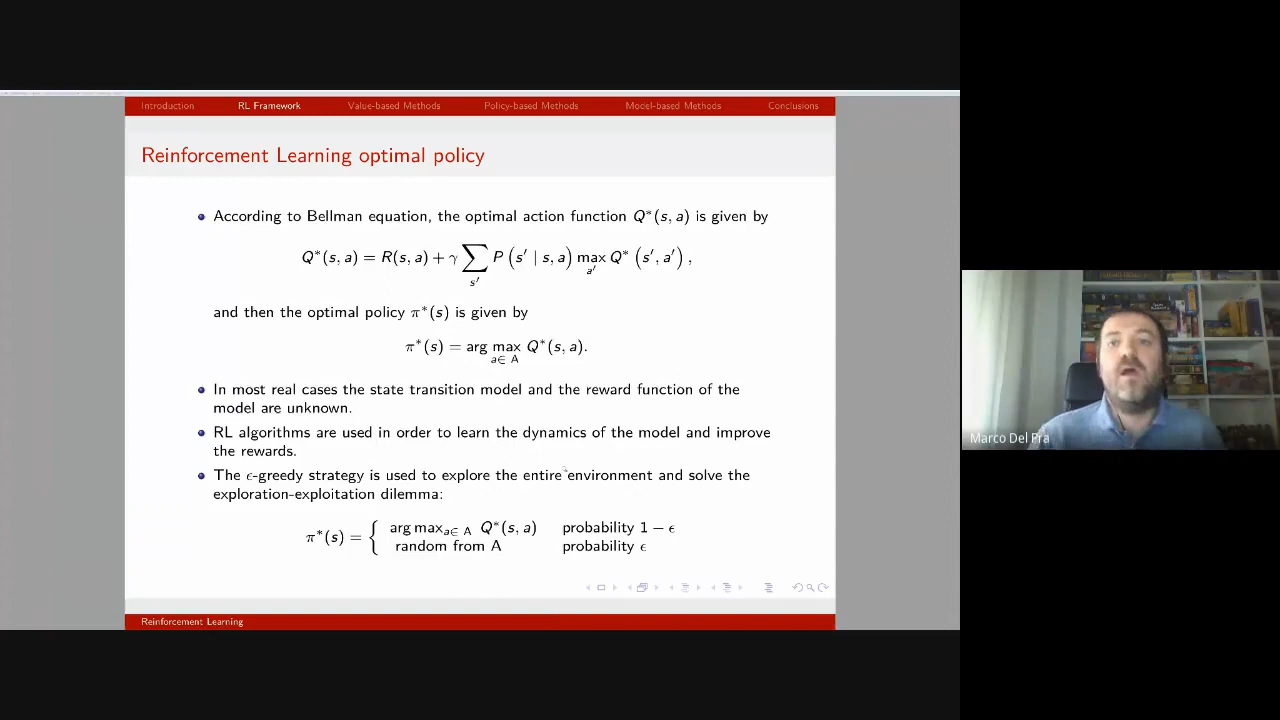 Introduction RL Framework Value-based Methods Policy-based Methods Model-based Methods Conclusions
Reinforcement Learning optimal policy
According to Bellman equation, the optimal action function Q*(s, a) is given by
Q*(s, a) = R(s, a) + γ ∑_{s′} P(s′ | s, a) max_{a′} Q*(s′, a′),
and then the optimal policy π*(s) is given by
π*(s) = arg max_{a∈ A} Q*(s, a).
In most real cases the state transition model and the reward function of the
model are unknown.
RL algorithms are used in order to learn the dynamics of the model and improve
the rewards.
The ϵ-greedy strategy is used to explore the entire environment and solve the
exploration-exploitation dilemma:
π*(s) = { arg max_{a∈ A} Q*(s, a) probability 1 − ϵ
random from A probability ϵ
Reinforcement Learning
Marco Del Pra